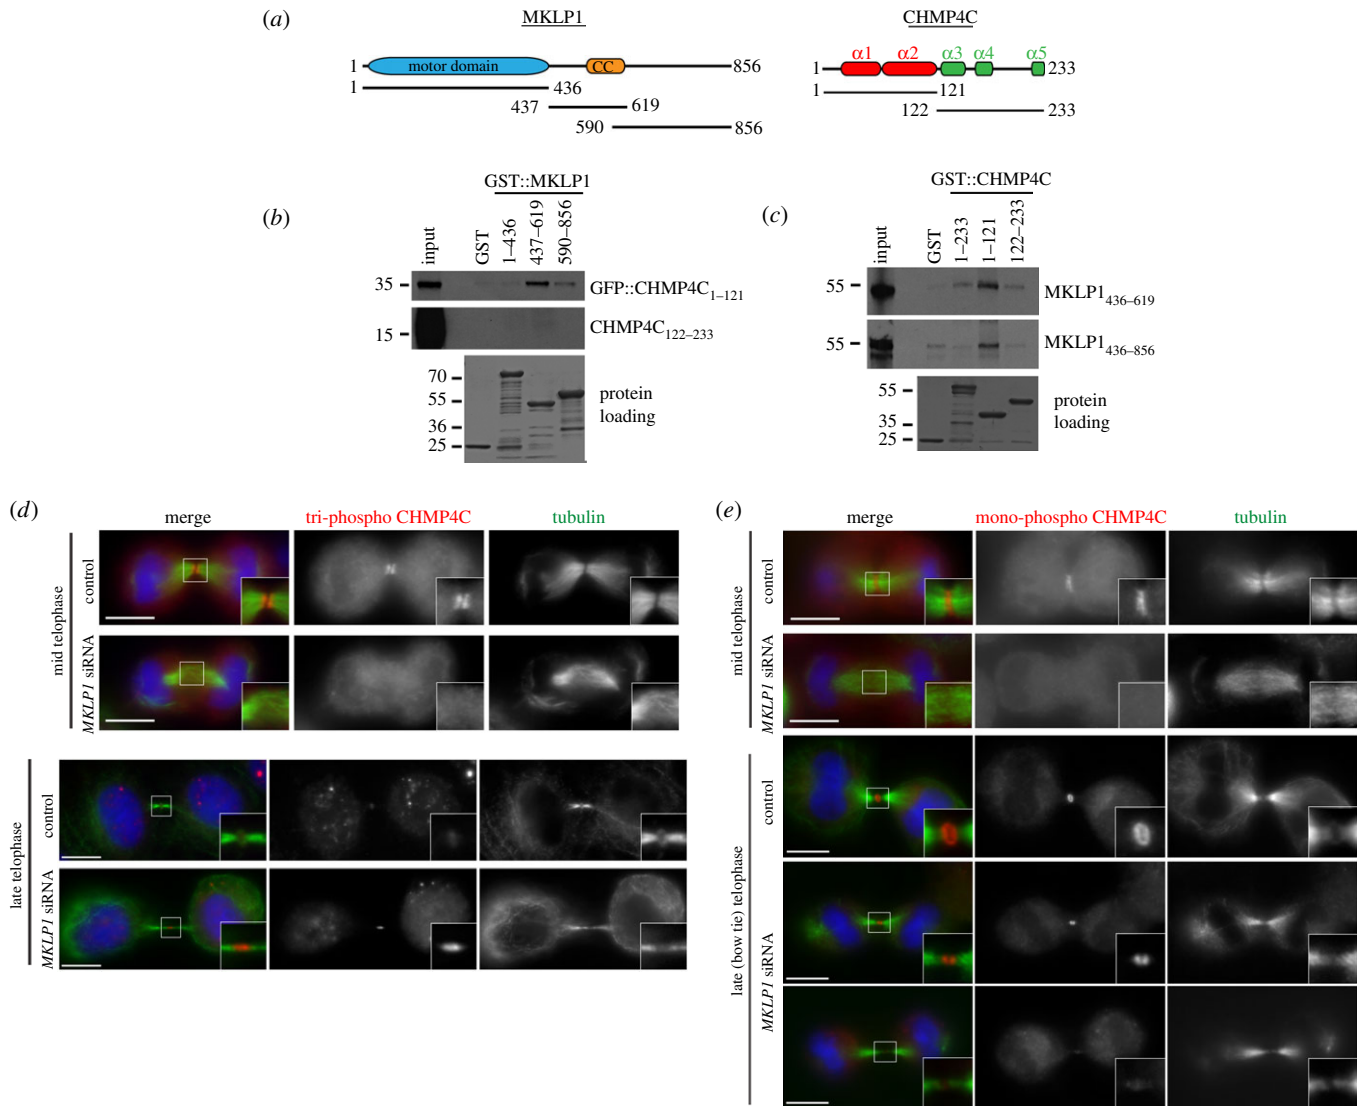 (a)
MKLP1
1 motor domain CC 856
1 436
437 619
590 856
CHMP4C
α1 α2 α3 α4 α5
1 233
1 121
122 233
(b)
GST::MKLP1
input GST 1–436 437–619 590–856
35 GFP::CHMP4C1–121
15 CHMP4C122–233
70
55
36
25
protein
loading
(c)
GST::CHMP4C
input GST 1–233 1–121 122–233
55 MKLP1436–619
55 MKLP1436–856
55
35
25
protein
loading
(d)
merge tri-phospho CHMP4C tubulin
mid telophase
control
MKLP1 siRNA
late telophase
control
MKLP1 siRNA
(e)
merge mono-phospho CHMP4C tubulin
mid telophase
control
MKLP1 siRNA
late (bow tie) telophase
control
MKLP1 siRNA